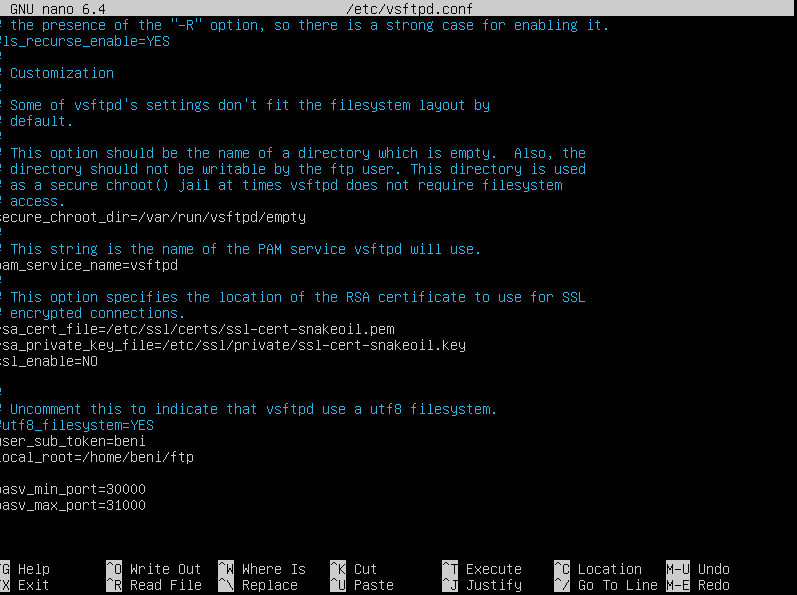 GNU nano 6.4 /etc/vsftpd.conf
# the presence of the "-R" option, so there is a strong case for enabling it.
#ls_recurse_enable=YES
#
# Customization
#
# Some of vsftpd's settings don't fit the filesystem layout by
# default.
#
# This option should be the name of a directory which is empty.  Also, the
# directory should not be writable by the ftp user. This directory is used
# as a secure chroot() jail at times vsftpd does not require filesystem
# access.
secure_chroot_dir=/var/run/vsftpd/empty
#
# This string is the name of the PAM service vsftpd will use.
pam_service_name=vsftpd
#
# This option specifies the location of the RSA certificate to use for SSL
# encrypted connections.
rsa_cert_file=/etc/ssl/certs/ssl-cert-snakeoil.pem
rsa_private_key_file=/etc/ssl/private/ssl-cert-snakeoil.key
ssl_enable=NO
#
# Uncomment this to indicate that vsftpd use a utf8 filesystem.
#utf8_filesystem=YES
user_sub_token=beni
local_root=/home/beni/ftp
pasv_min_port=30000
pasv_max_port=31000
^G Help ^O Write Out ^W Where Is ^K Cut ^T Execute ^C Location M-U Undo
^X Exit ^R Read File ^\ Replace ^U Paste ^J Justify ^/ Go To Line M-E Redo